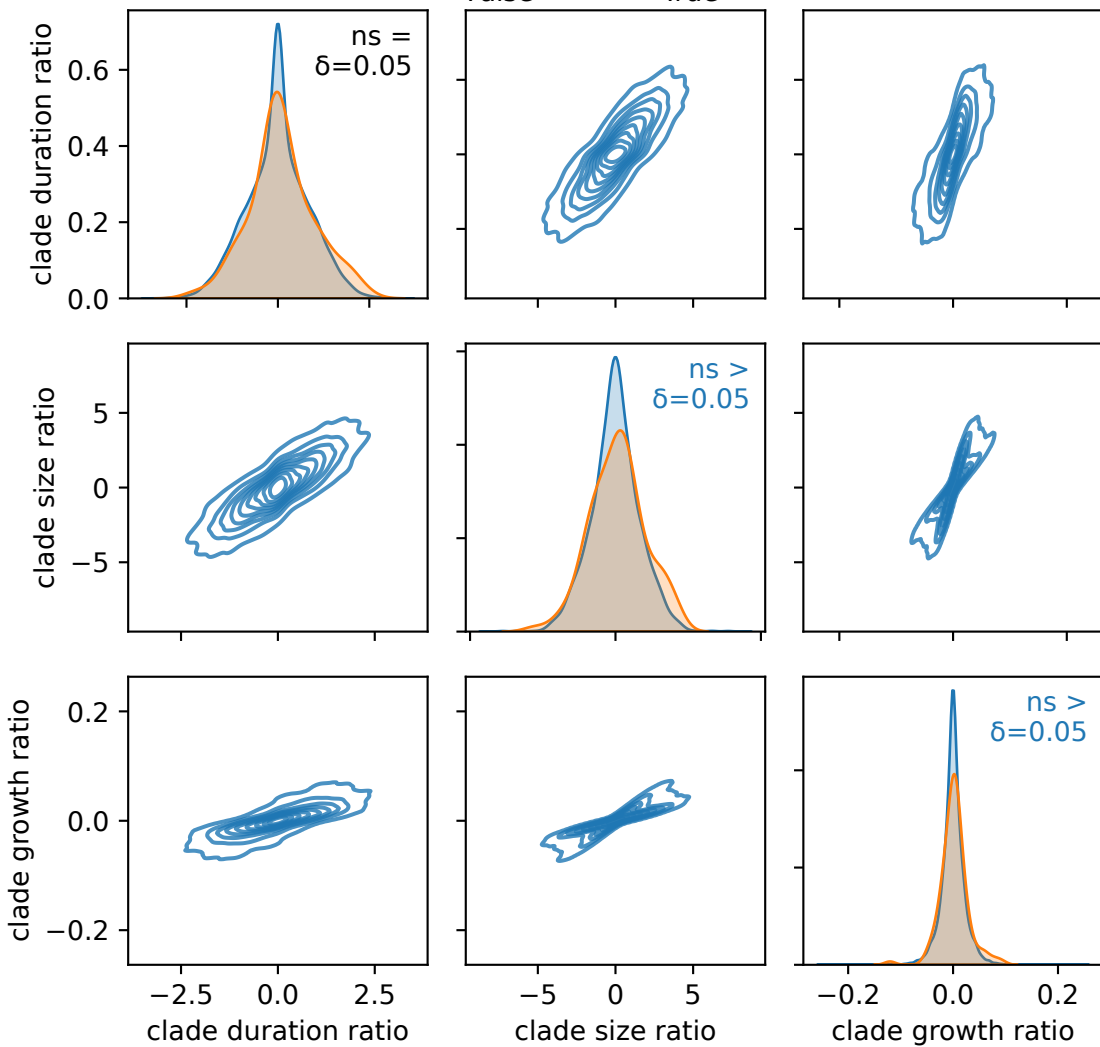 clade duration ratio
0.6
0.4
0.2
0.0
ns =
δ=0.05
clade size ratio
5
0
−5
ns >
δ=0.05
clade growth ratio
0.2
0.0
−0.2
ns >
δ=0.05
−2.5 0.0 2.5
−5 0 5
−0.2 0.0 0.2
clade duration ratio
clade size ratio
clade growth ratio